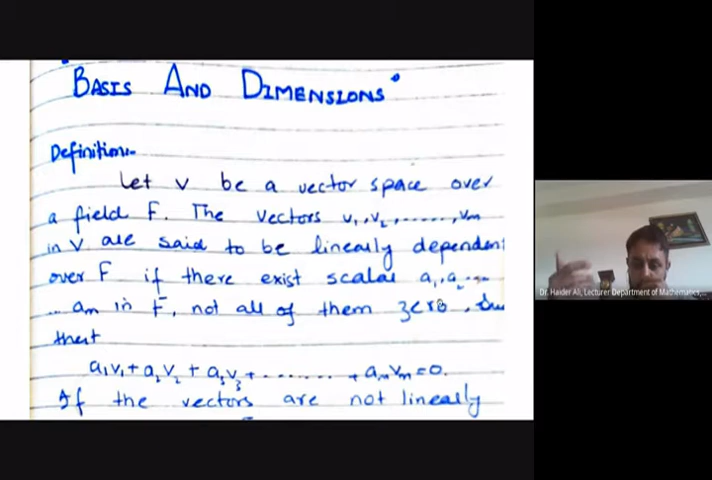 "BASIS AND DIMENSIONS"
Definition:-
Let V be a vector space over
a field F. The vectors v₁, v₂, ......., vₘ
in V are said to be linearly dependent
over F if there exist scalar a₁, a₂ ....
... aₘ in F, not all of them zero,
that
a₁v₁ + a₂v₂ + a₃v₃ + ........ + aₘvₘ = 0.
If the vectors are not linearly
Dr. Haider Ali, Lecturer Department of Mathematics,